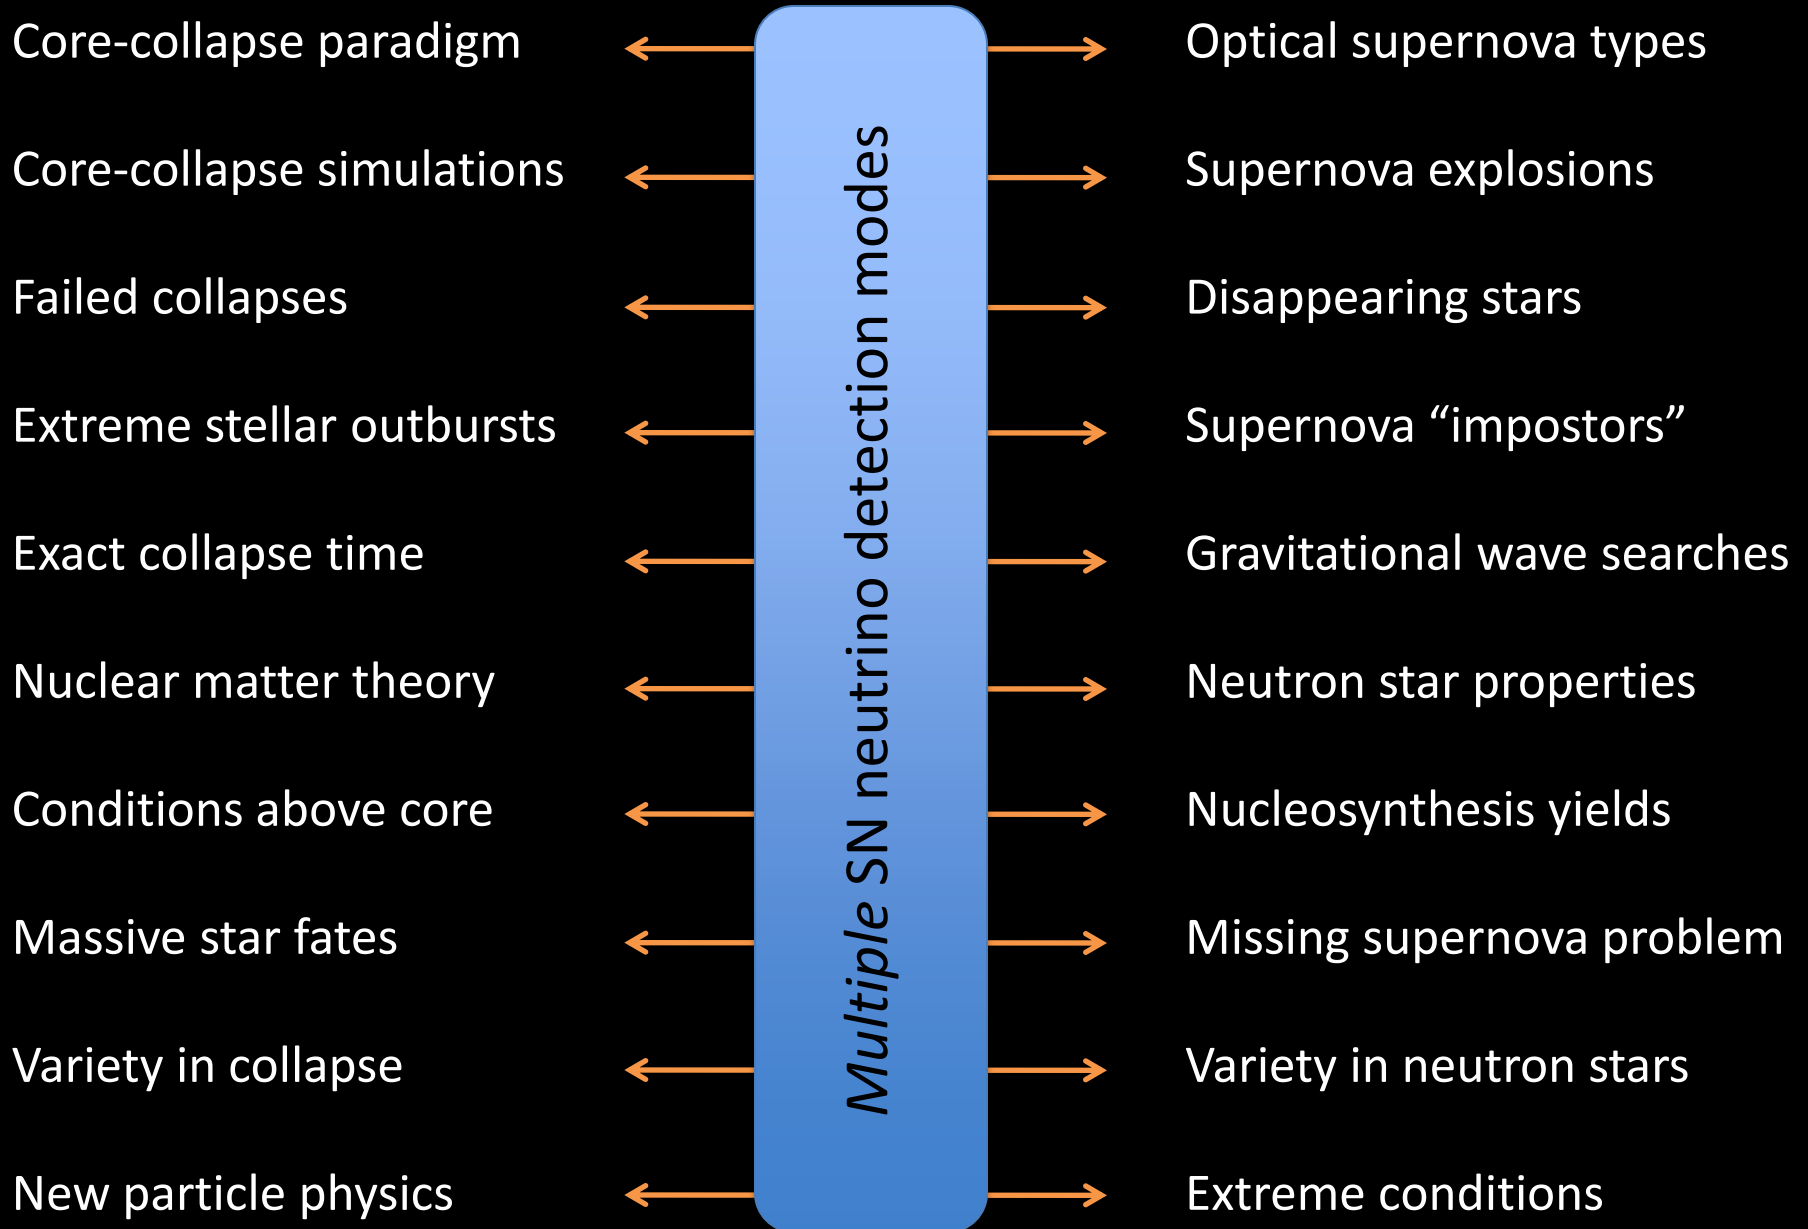 Core-collapse paradigm
Core-collapse simulations
Failed collapses
Extreme stellar outbursts
Exact collapse time
Nuclear matter theory
Conditions above core
Massive star fates
Variety in collapse
New particle physics
Multiple SN neutrino detection modes
Optical supernova types
Supernova explosions
Disappearing stars
Supernova “impostors”
Gravitational wave searches
Neutron star properties
Nucleosynthesis yields
Missing supernova problem
Variety in neutron stars
Extreme conditions